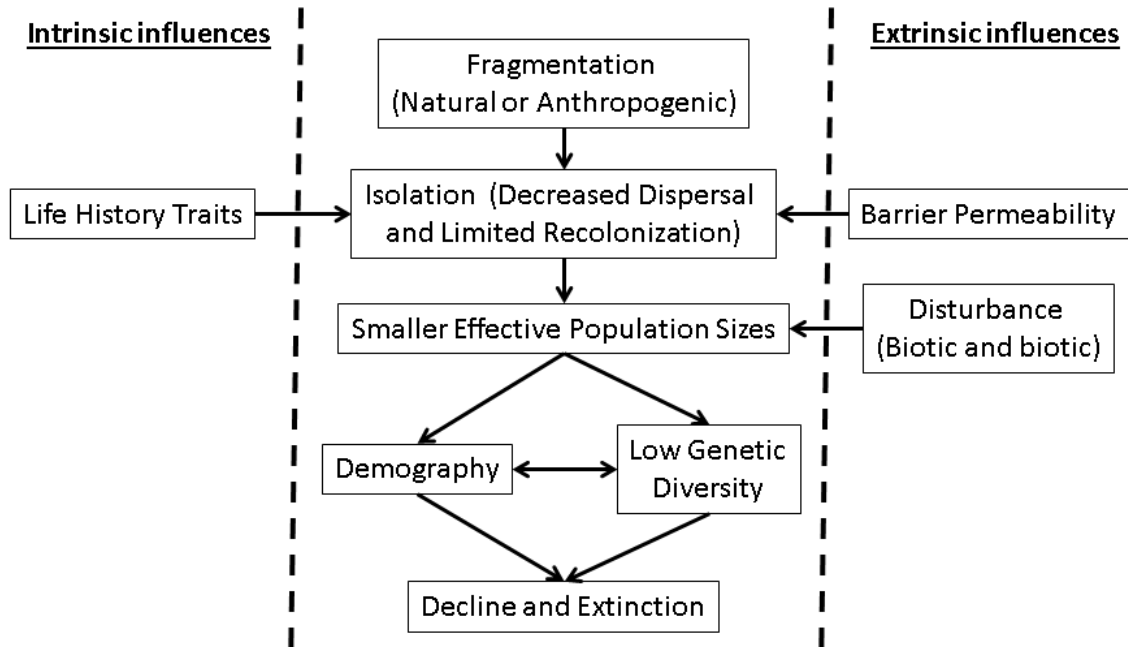 Intrinsic influences
Extrinsic influences
Fragmentation
(Natural or Anthropogenic)
Life History Traits
Isolation (Decreased Dispersal
and Limited Recolonization)
Barrier Permeability
Smaller Effective Population Sizes
Disturbance
(Biotic and biotic)
Demography
Low Genetic
Diversity
Decline and Extinction